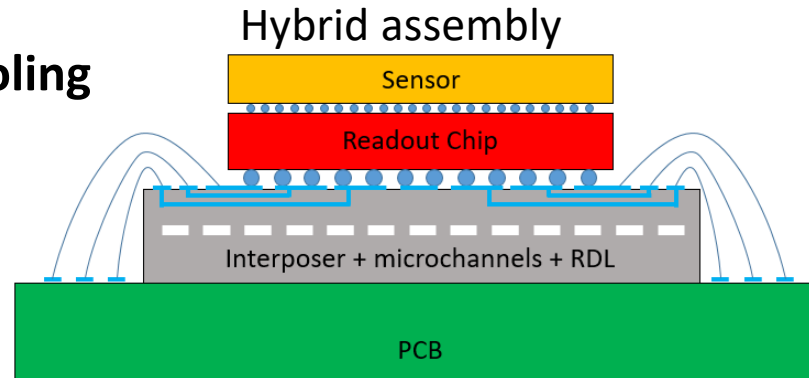 Hybrid assembly
Sensor
Readout Chip
Interposer + microchannels + RDL
PCB